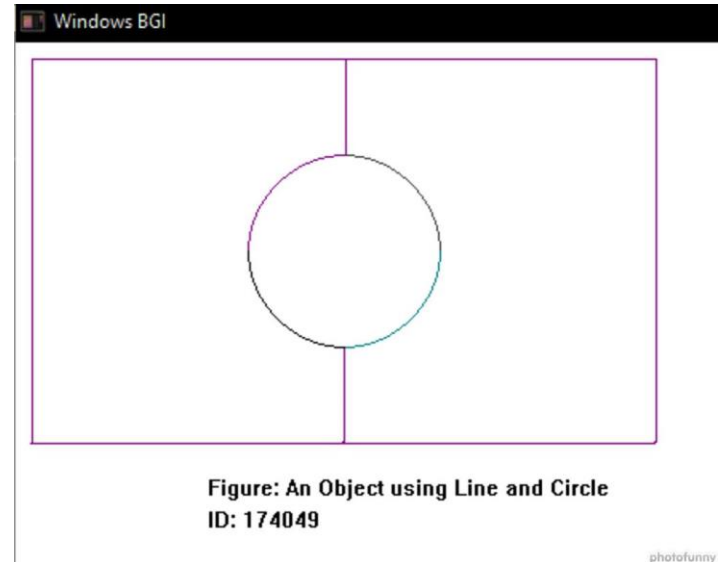 Windows BGI
Figure: An Object using Line and Circle
ID: 174049
photofunny